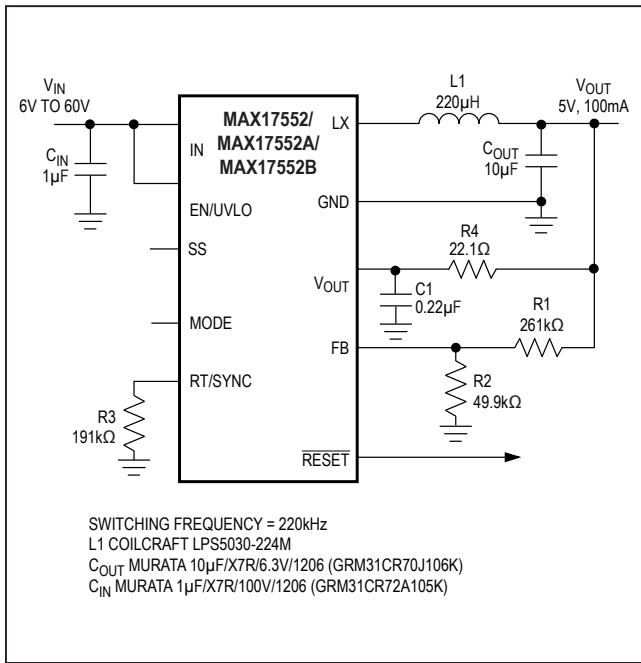 V_IN
6V TO 60V
C_IN
1µF
IN
EN/UVLO
SS
MODE
RT/SYNC
R3
191kΩ
MAX17552/
MAX17552A/
MAX17552B
LX
GND
V_OUT
FB
RESET
L1
220µH
V_OUT
5V, 100mA
C_OUT
10µF
R4
22.1Ω
C1
0.22µF
R1
261kΩ
R2
49.9kΩ
SWITCHING FREQUENCY = 220kHz
L1 COILCRAFT LPS5030-224M
C_OUT MURATA 10µF/X7R/6.3V/1206 (GRM31CR70J106K)
C_IN MURATA 1µF/X7R/100V/1206 (GRM31CR72A105K)